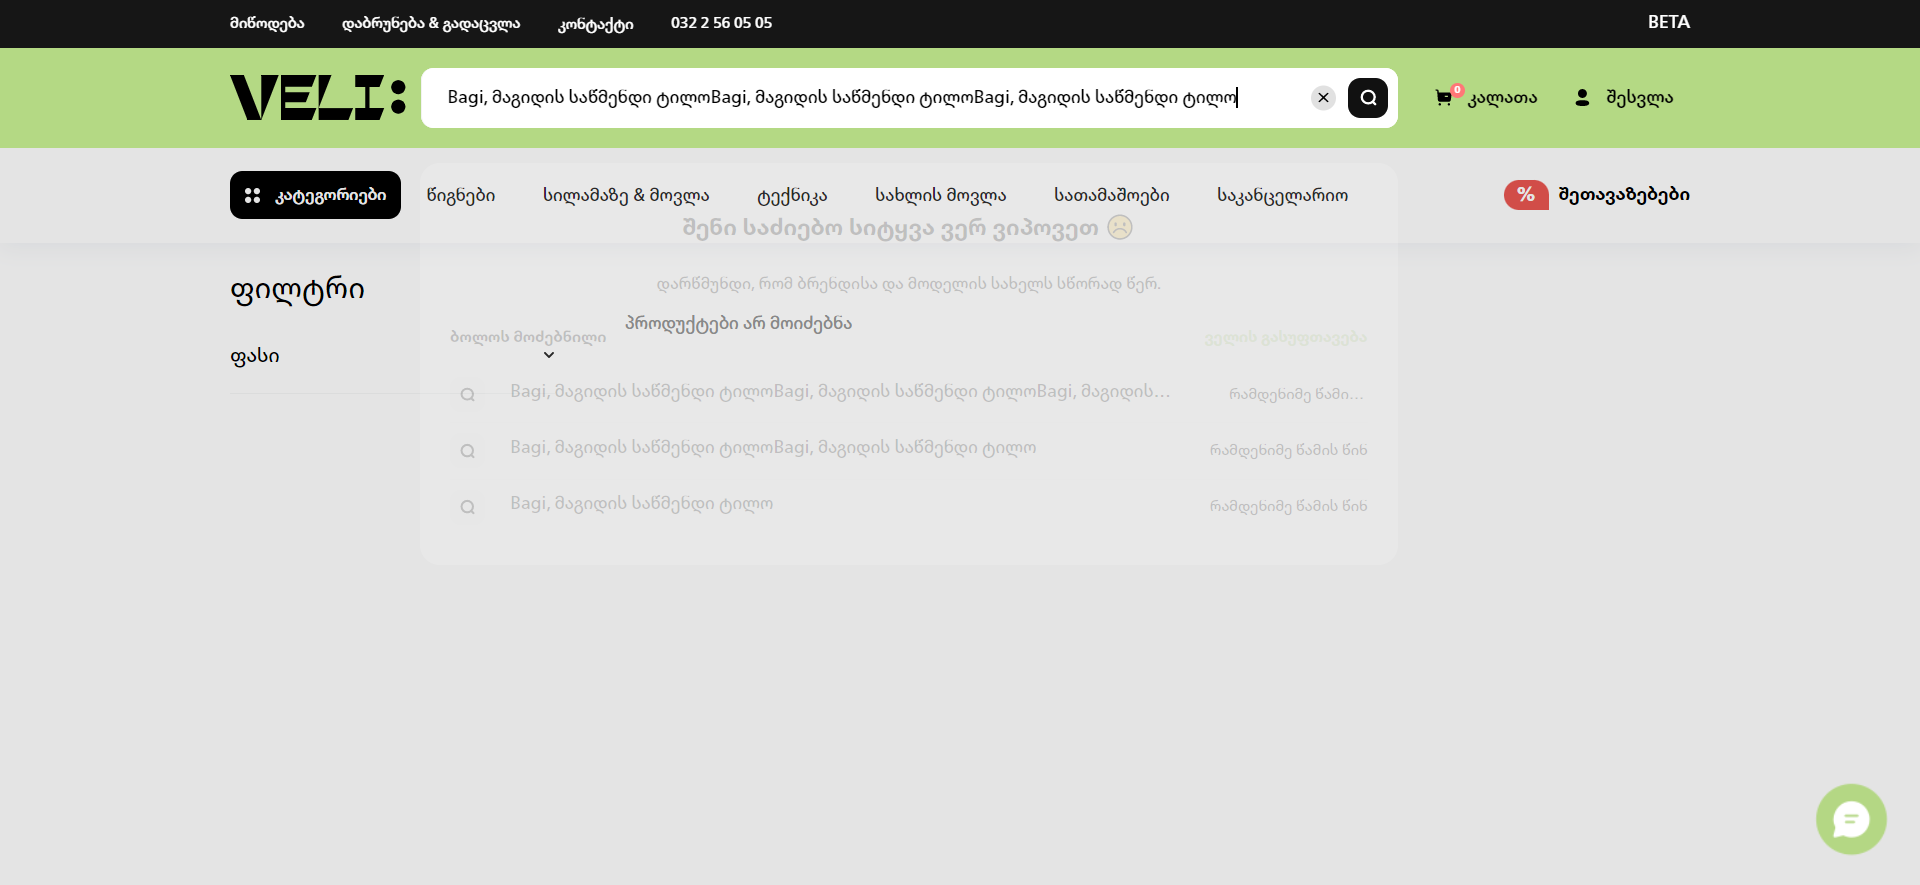 მიწოდება დაბრუნება & გადაცვლა კონტაქტი 032 2 56 05 05 BETA
VELI: Bagi, მაგიდის საწმენდი ტილოBagi, მაგიდის საწმენდი ტილოBagi, მაგიდის საწმენდი ტილო 0 კალათა შესვლა
კატეგორიები წიგნები სილამაზე & მოვლა ტექნიკა სახლის მოვლა სათამაშოები საკანცელარიო % შეთავაზებები
შენი საძიებო სიტყვა ვერ ვიპოვეთ
ფილტრი
დარწმუნდი, რომ ბრენდისა და მოდელის სახელს სწორად წერ.
პროდუქტები არ მოიძებნა
ბოლოს მოძებნილი ველის გასუფთავება
ფასი
Bagi, მაგიდის საწმენდი ტილოBagi, მაგიდის საწმენდი ტილოBagi, მაგიდის... რამდენიმე წამი...
Bagi, მაგიდის საწმენდი ტილოBagi, მაგიდის საწმენდი ტილო რამდენიმე წამის წინ
Bagi, მაგიდის საწმენდი ტილო რამდენიმე წამის წინ